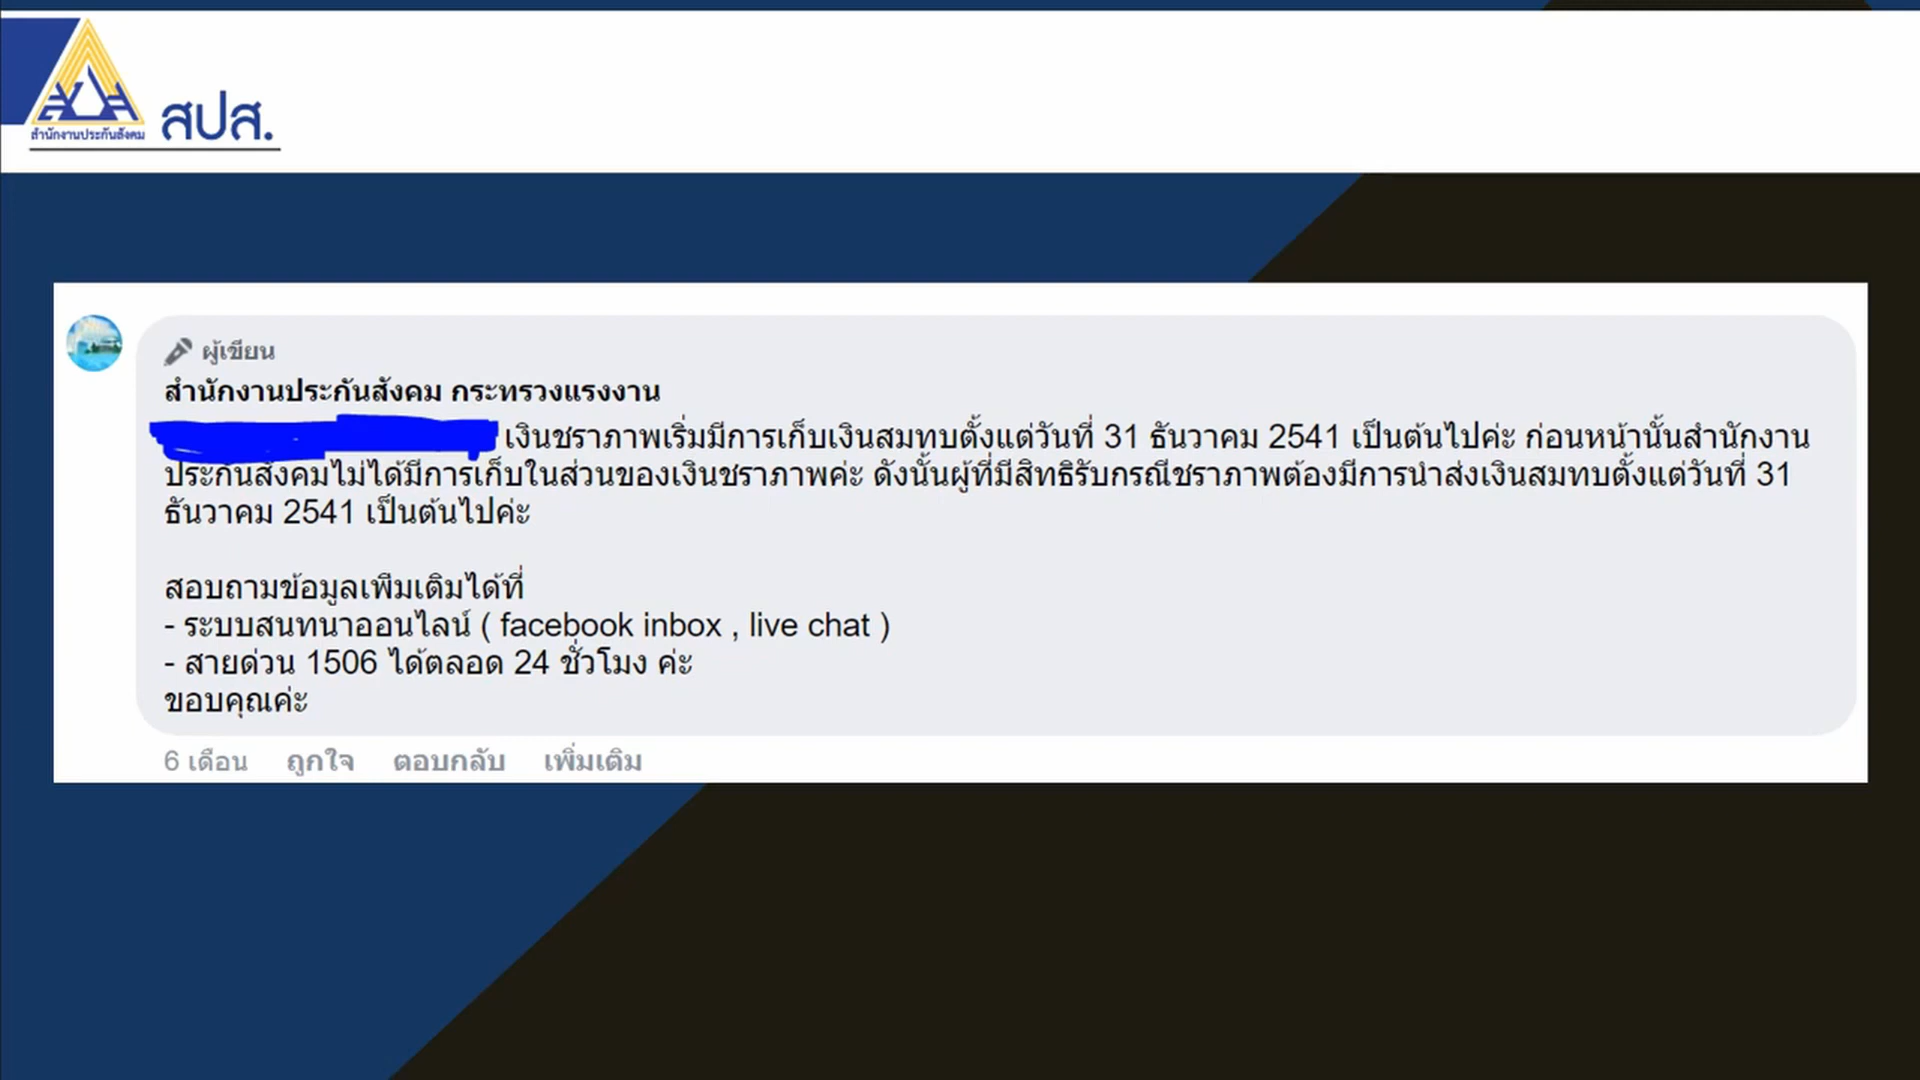 สปส
สำนักงานประกันสังคม
สปส.
ผู้เขียน
สำนักงานประกันสังคม กระทรวงแรงงาน
เงินชราภาพเริ่มมีการเก็บเงินสมทบตั้งแต่วันที่ 31 ธันวาคม 2541 เป็นต้นไปค่ะ ก่อนหน้านั้นสำนักงาน
ประกันสังคมไม่ได้มีการเก็บในส่วนของเงินชราภาพค่ะ ดังนั้นผู้ที่มีสิทธิรับกรณีชราภาพต้องมีการนำส่งเงินสมทบตั้งแต่วันที่ 31
ธันวาคม 2541 เป็นต้นไปค่ะ
สอบถามข้อมูลเพิ่มเติมได้ที่
- ระบบสนทนาออนไลน์ ( facebook inbox , live chat )
- สายด่วน 1506 ได้ตลอด 24 ชั่วโมง ค่ะ
ขอบคุณค่ะ
6 เดือน ถูกใจ ตอบกลับ เพิ่มเติม